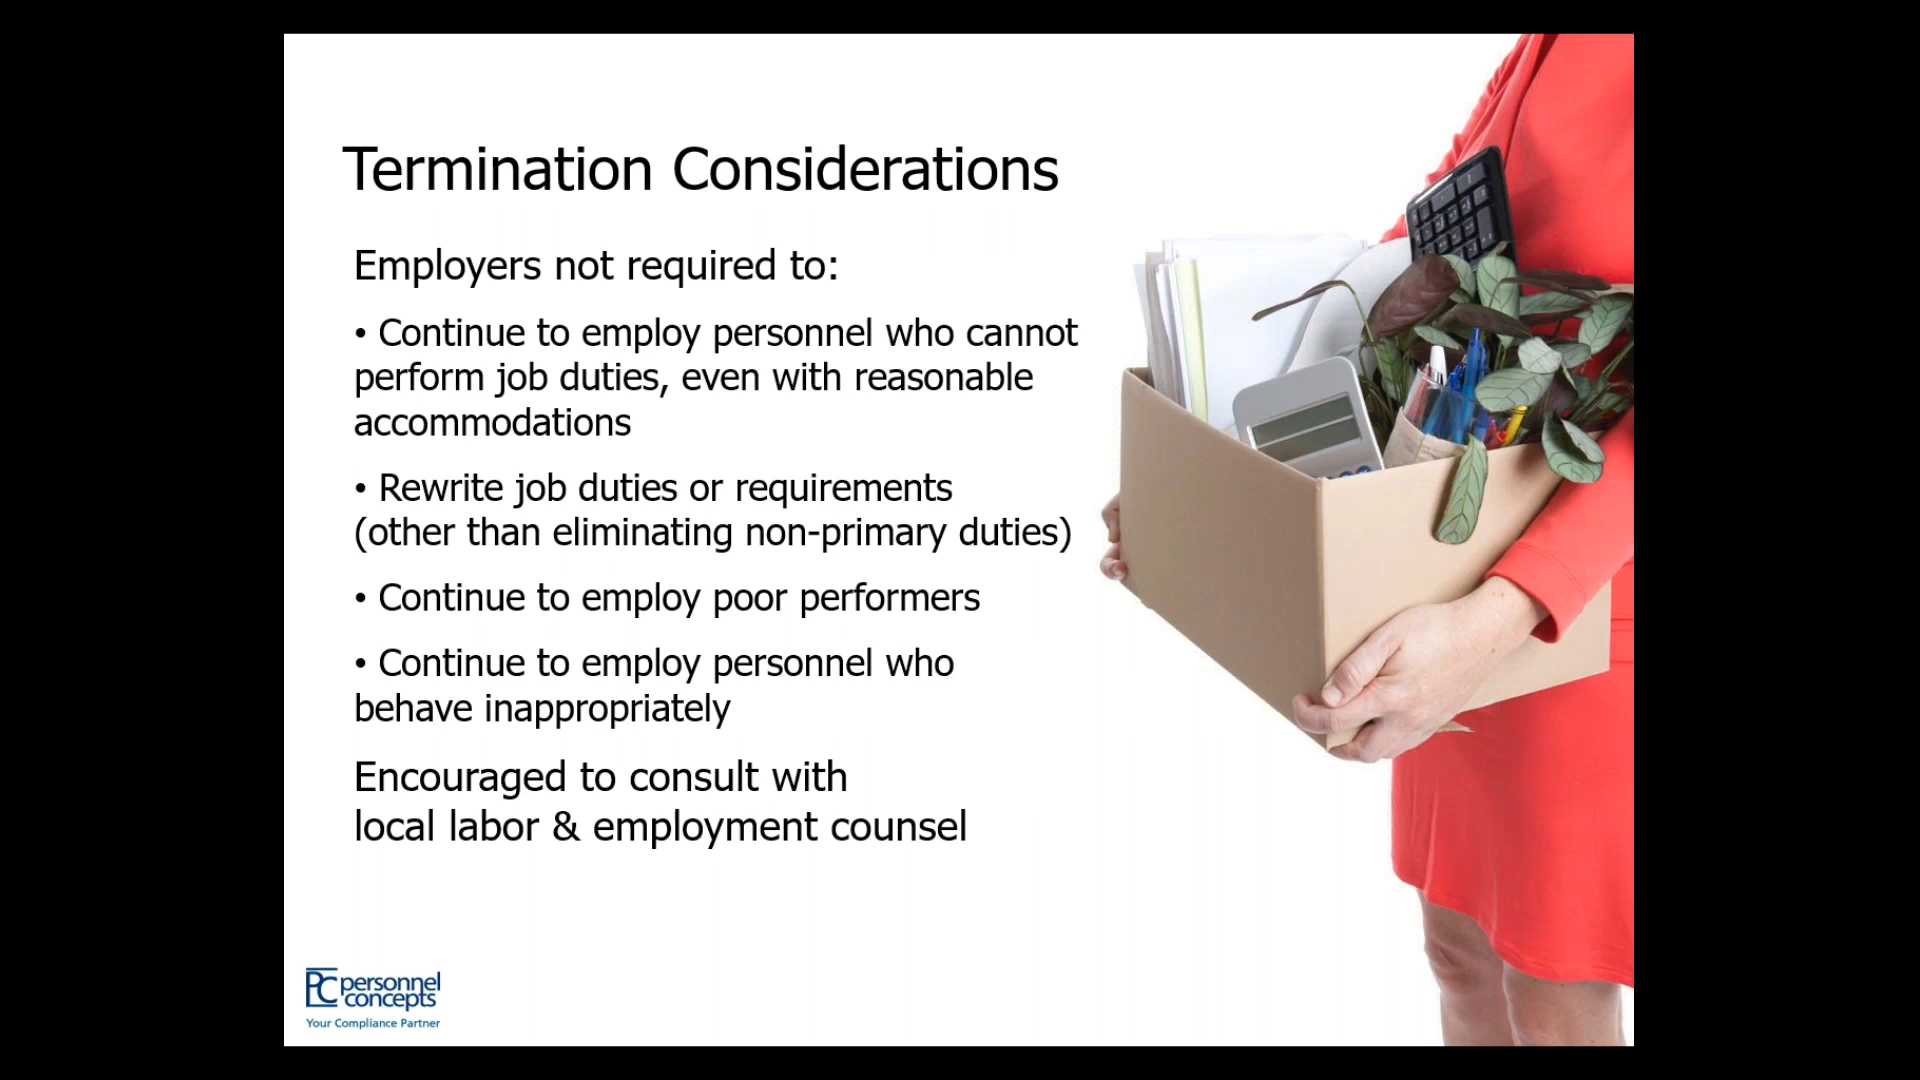 Termination Considerations
Employers not required to:
• Continue to employ personnel who cannot
perform job duties, even with reasonable
accommodations
• Rewrite job duties or requirements
(other than eliminating non-primary duties)
• Continue to employ poor performers
• Continue to employ personnel who
behave inappropriately
Encouraged to consult with
local labor & employment counsel
PC personnel
concepts
Your Compliance Partner